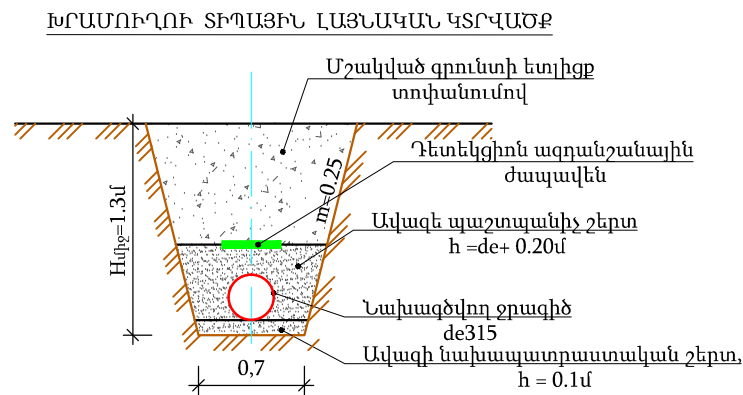 ԽՐԱՄՈՒՂՈՒ ՏԻՊԱՅԻՆ ԼԱՅՆԱԿԱՆ ԿՏՐՎԱԾՔ
Մշակված գրունտի ետլիցք
տոփանումով
Դետեկցիոն ազդանշանային
ժապավեն
m=0.25
Ավազե պաշտպանիչ շերտ
h =de+ 0.20մ
Hմիջ=1.3մ
Նախագծվող ջրագիծ
de315
Ավազի նախապատրաստական շերտ,
h = 0.1մ
0,7